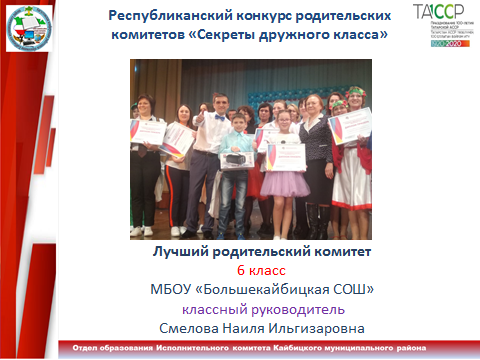 Республиканский конкурс родительских
комитетов «Секреты дружного класса»
ТАССР
1920-2020
Лучший родительский комитет
6 класс
МБОУ «Большекайбицкая СОШ»
классный руководитель
Смелова Наиля Ильгизаровна
Отдел образования Исполнительного комитета Кайбицкого муниципального района